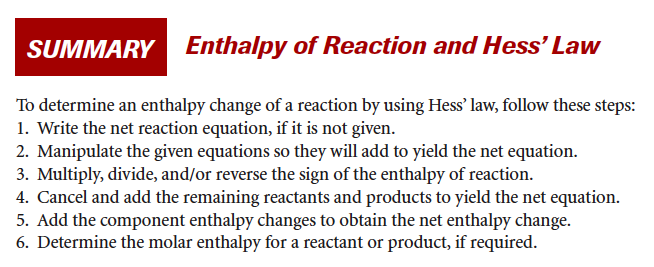 SUMMARY Enthalpy of Reaction and Hess’ Law
To determine an enthalpy change of a reaction by using Hess’ law, follow these steps:
1. Write the net reaction equation, if it is not given.
2. Manipulate the given equations so they will add to yield the net equation.
3. Multiply, divide, and/or reverse the sign of the enthalpy of reaction.
4. Cancel and add the remaining reactants and products to yield the net equation.
5. Add the component enthalpy changes to obtain the net enthalpy change.
6. Determine the molar enthalpy for a reactant or product, if required.